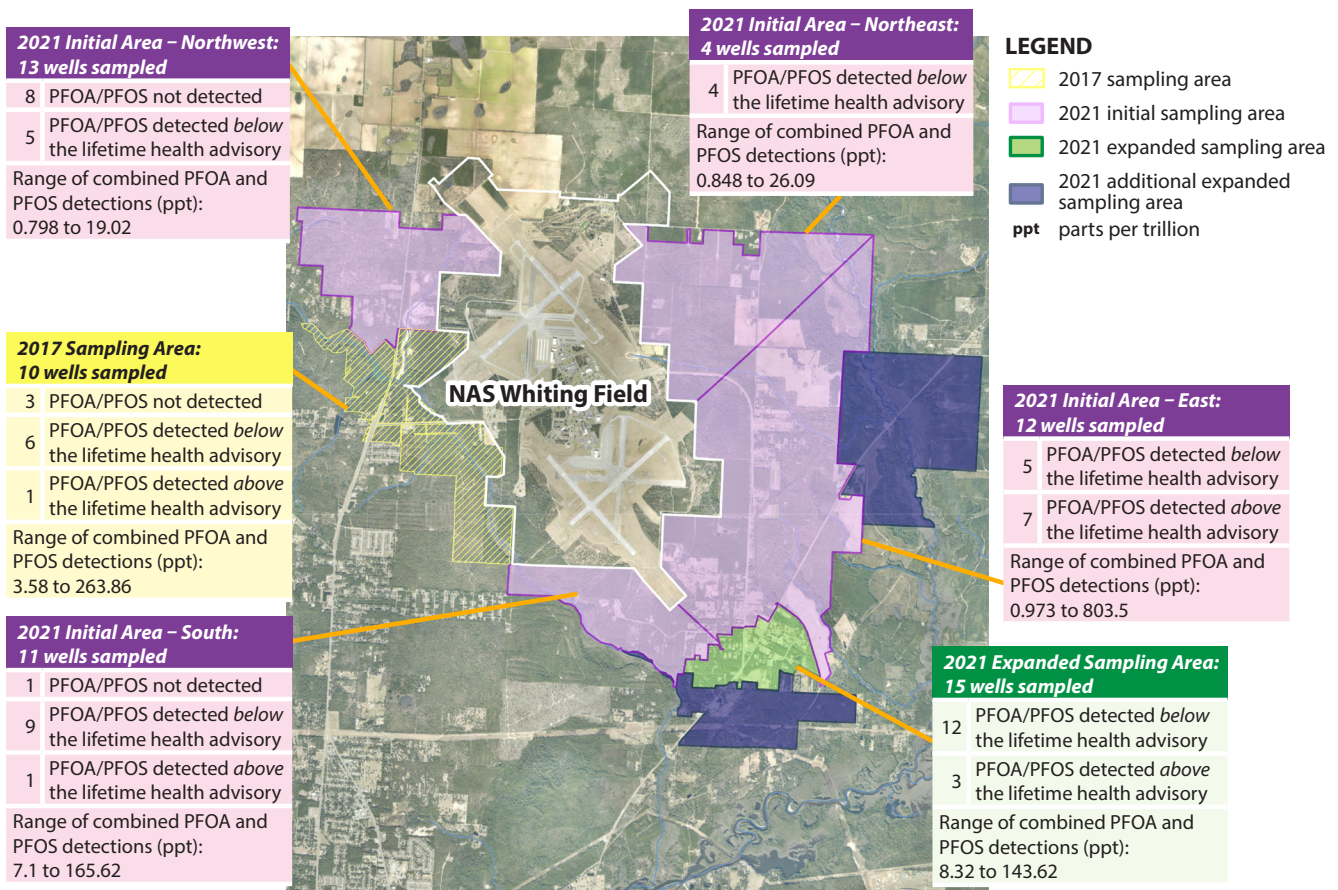 2021 Initial Area – Northwest:
13 wells sampled
8 PFOA/PFOS not detected
5 PFOA/PFOS detected below
the lifetime health advisory
Range of combined PFOA and
PFOS detections (ppt):
0.798 to 19.02
2017 Sampling Area:
10 wells sampled
3 PFOA/PFOS not detected
6 PFOA/PFOS detected below
the lifetime health advisory
1 PFOA/PFOS detected above
the lifetime health advisory
Range of combined PFOA and
PFOS detections (ppt):
3.58 to 263.86
2021 Initial Area – South:
11 wells sampled
1 PFOA/PFOS not detected
9 PFOA/PFOS detected below
the lifetime health advisory
1 PFOA/PFOS detected above
the lifetime health advisory
Range of combined PFOA and
PFOS detections (ppt):
7.1 to 165.62
NAS Whiting Field
2021 Initial Area – Northeast:
4 wells sampled
4 PFOA/PFOS detected below
the lifetime health advisory
Range of combined PFOA and
PFOS detections (ppt):
0.848 to 26.09
LEGEND
2017 sampling area
2021 initial sampling area
2021 expanded sampling area
2021 additional expanded
sampling area
ppt parts per trillion
2021 Initial Area – East:
12 wells sampled
5 PFOA/PFOS detected below
the lifetime health advisory
7 PFOA/PFOS detected above
the lifetime health advisory
Range of combined PFOA and
PFOS detections (ppt):
0.973 to 803.5
2021 Expanded Sampling Area:
15 wells sampled
12 PFOA/PFOS detected below
the lifetime health advisory
3 PFOA/PFOS detected above
the lifetime health advisory
Range of combined PFOA and
PFOS detections (ppt):
8.32 to 143.62